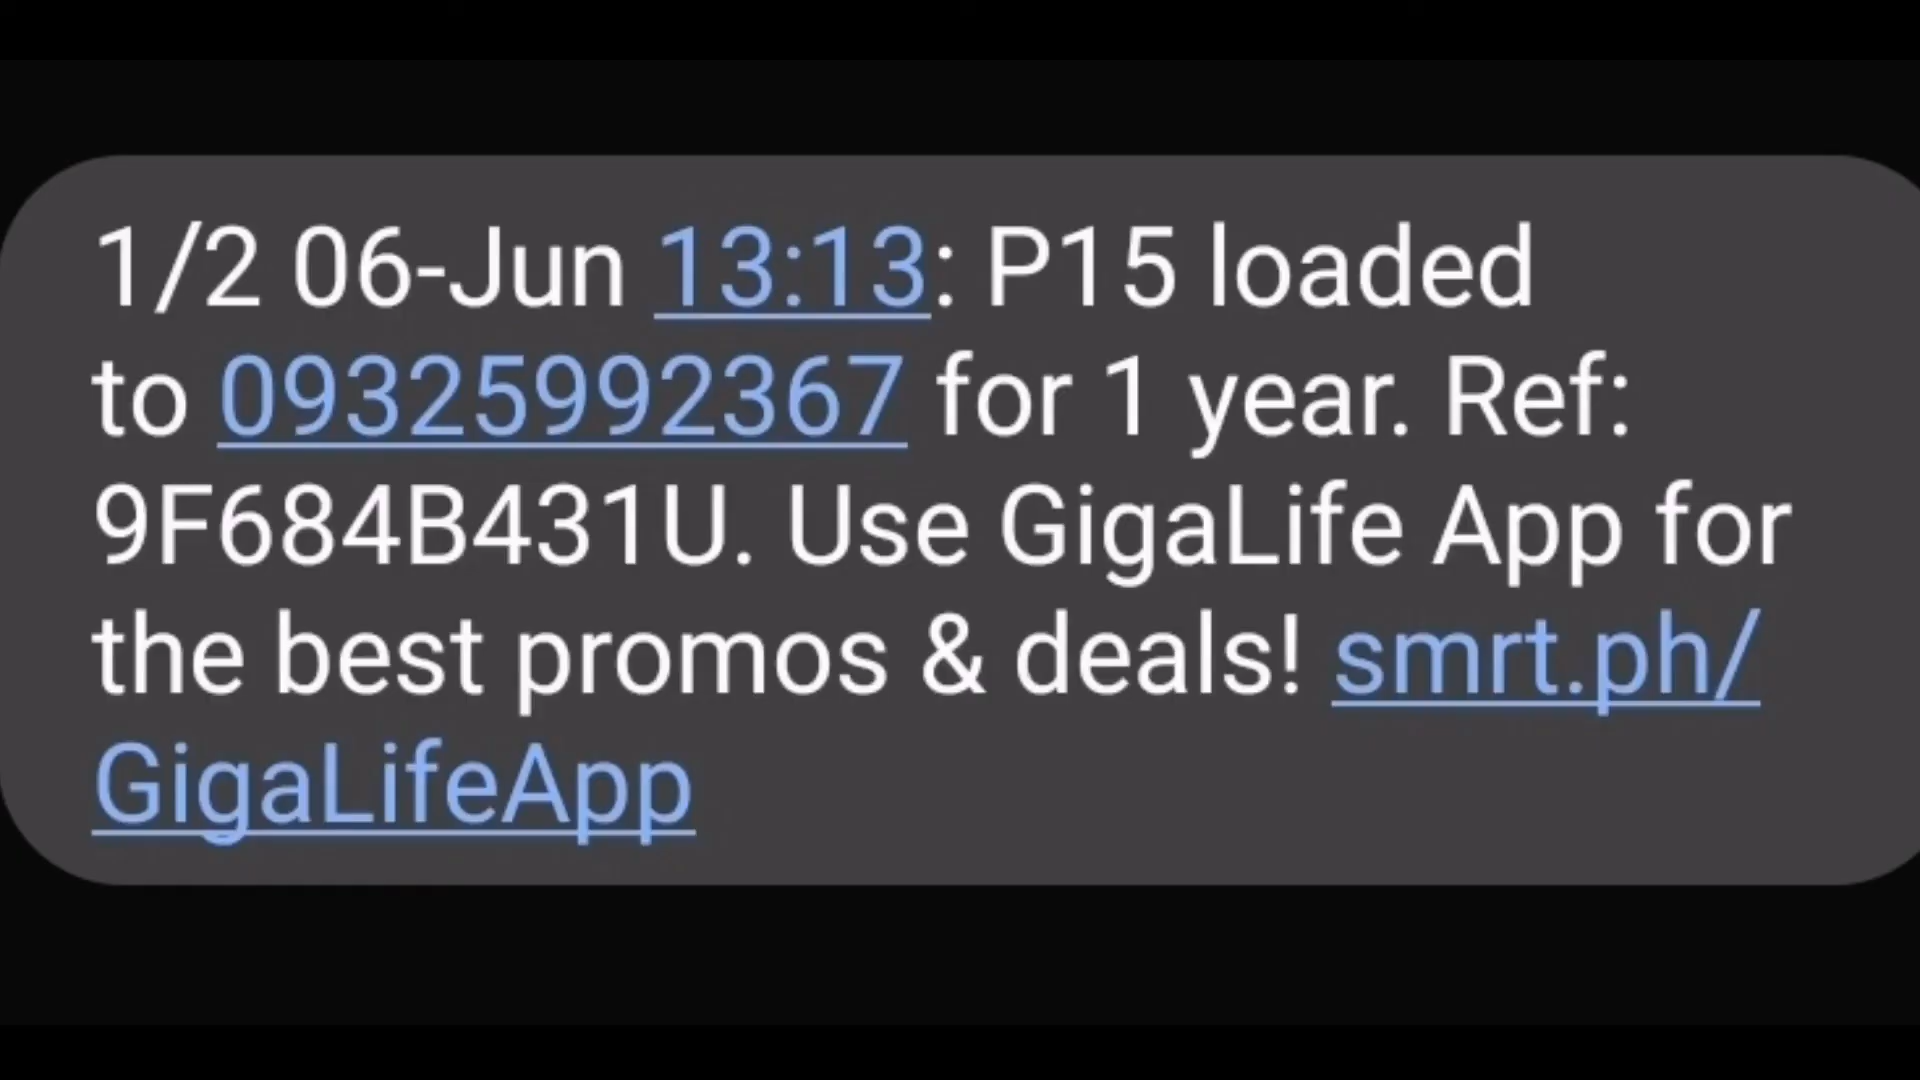 1/2 06-Jun 13:13: P15 loaded
to 09325992367 for 1 year. Ref:
9F684B431U. Use GigaLife App for
the best promos & deals! smrt.ph/
GigaLifeApp